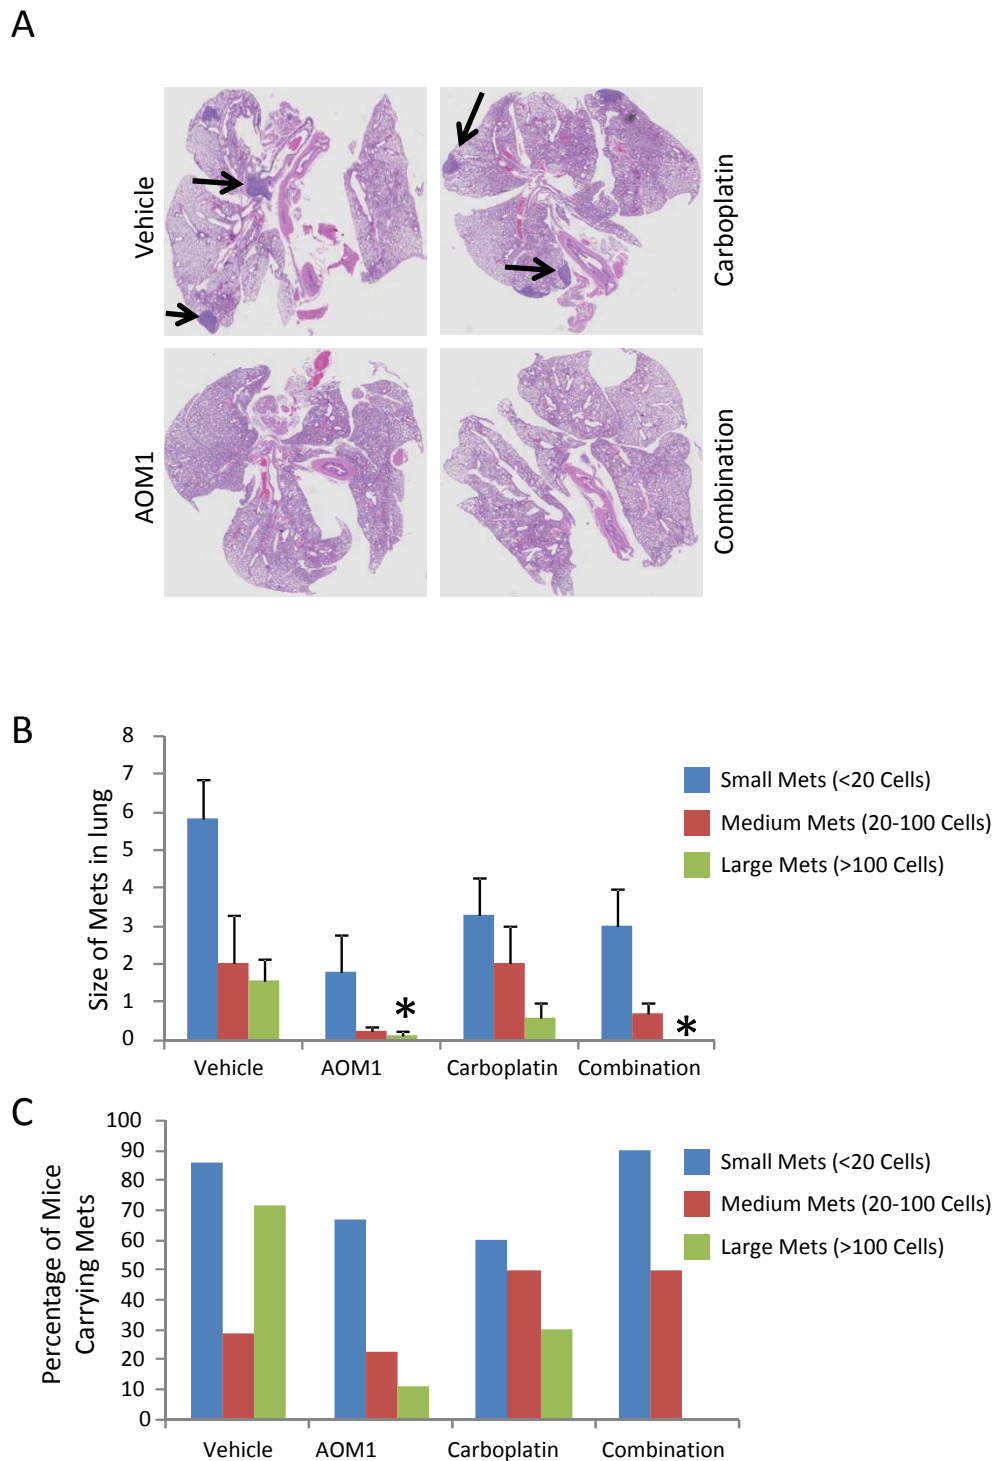 A
Vehicle
Carboplatin
AOM1
Combination
B
Size of Mets in lung
8
7
6
5
4
3
2
1
0
*
*
Vehicle
AOM1
Carboplatin
Combination
Small Mets (<20 Cells)
Medium Mets (20-100 Cells)
Large Mets (>100 Cells)
C
Percentage of Mice
Carrying Mets
100
90
80
70
60
50
40
30
20
10
0
Vehicle
AOM1
Carboplatin
Combination
Small Mets (<20 Cells)
Medium Mets (20-100 Cells)
Large Mets (>100 Cells)